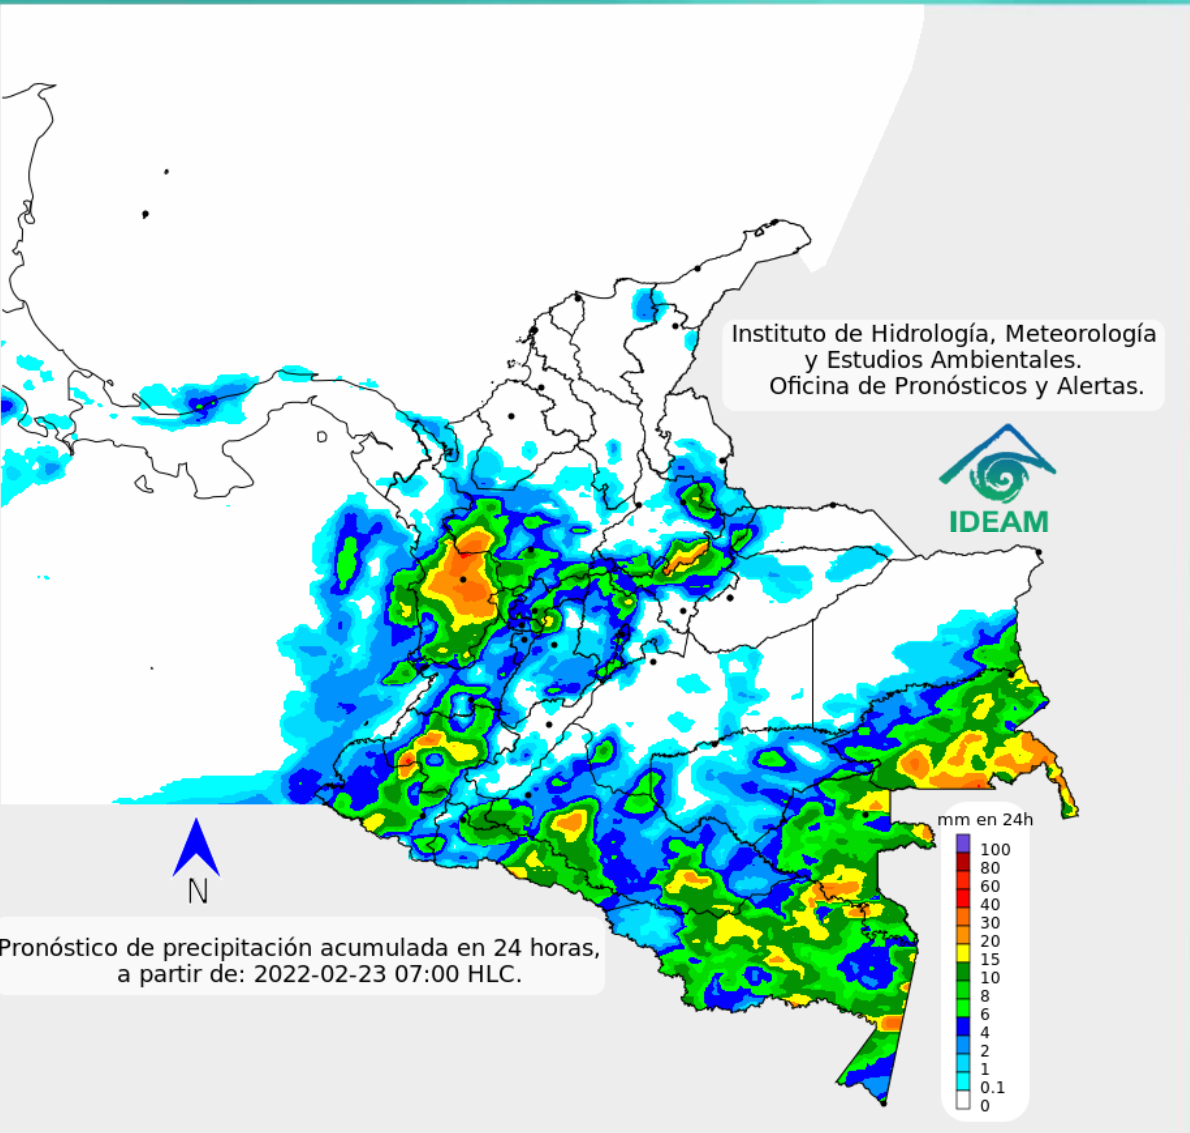 Instituto de Hidrología, Meteorología
y Estudios Ambientales.
Oficina de Pronósticos y Alertas.
IDEAM
N
Pronóstico de precipitación acumulada en 24 horas,
a partir de: 2022-02-23 07:00 HLC.
mm en 24h
100
80
60
40
30
20
15
10
8
6
4
2
1
0.1
0